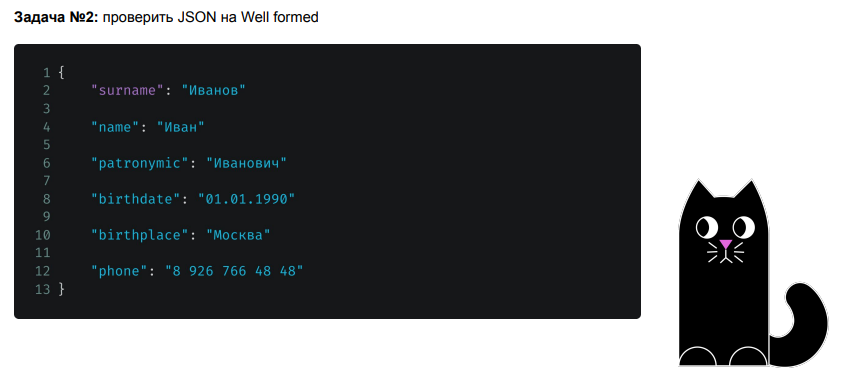 Задача №2: проверить JSON на Well formed
1 {
2     "surname": "Иванов"
3
4     "name": "Иван"
5
6     "patronymic": "Иванович"
7
8     "birthdate": "01.01.1990"
9
10     "birthplace": "Москва"
11
12     "phone": "8 926 766 48 48"
13 }